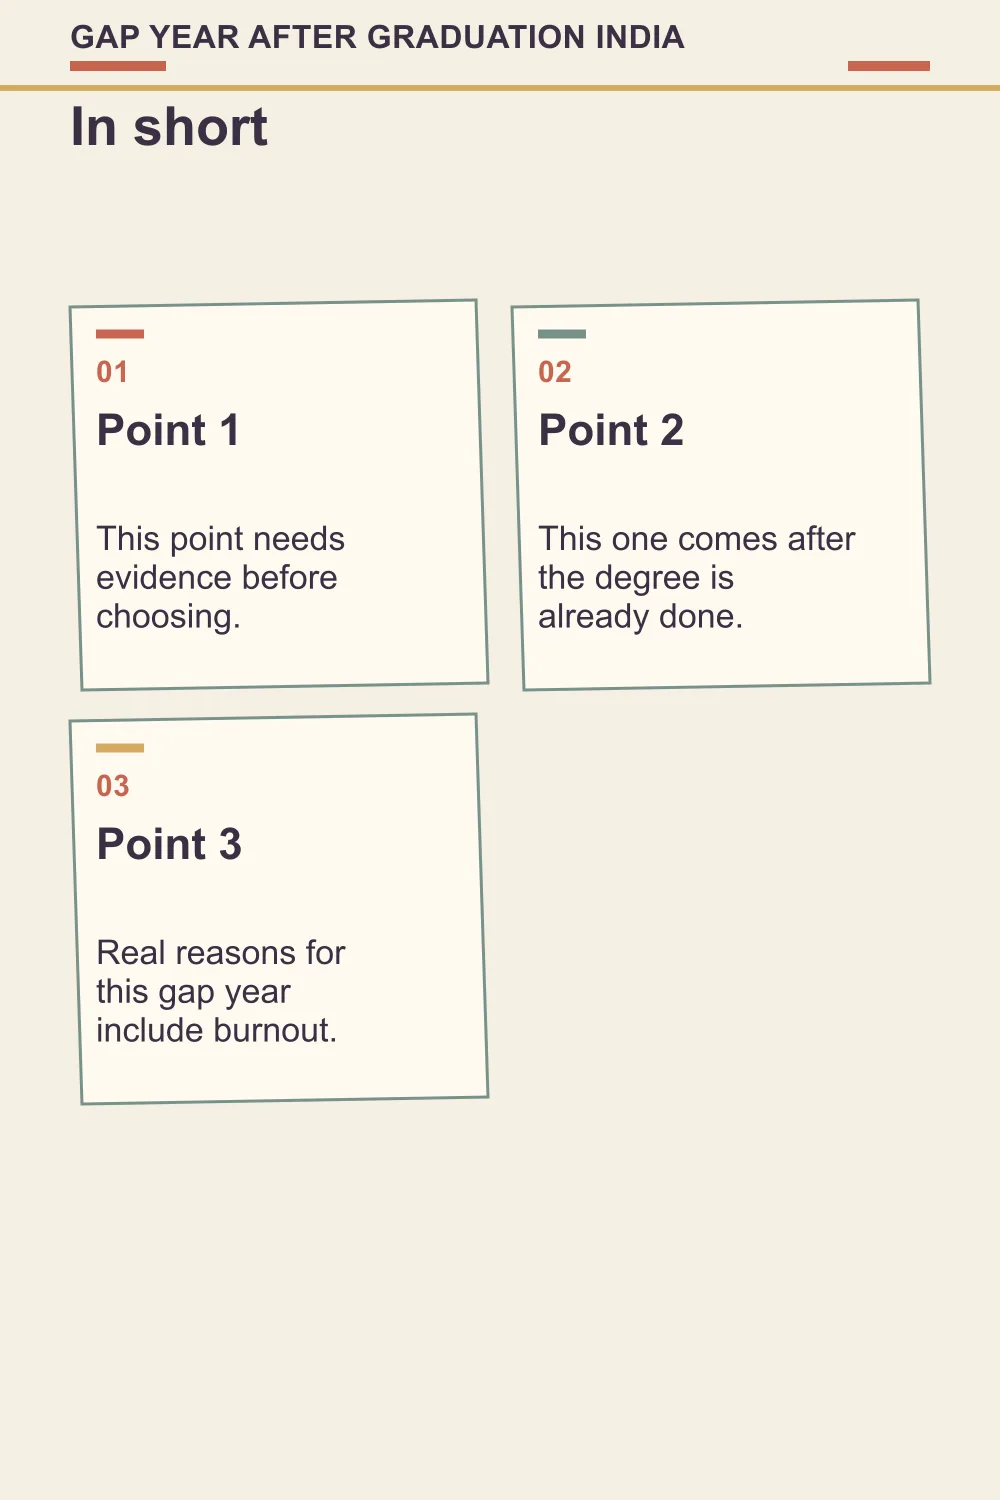 GAP YEAR AFTER GRADUATION INDIA
In short
01
Point 1
This point needs
evidence before
choosing.
02
Point 2
This one comes after
the degree is
already done.
03
Point 3
Real reasons for
this gap year
include burnout.